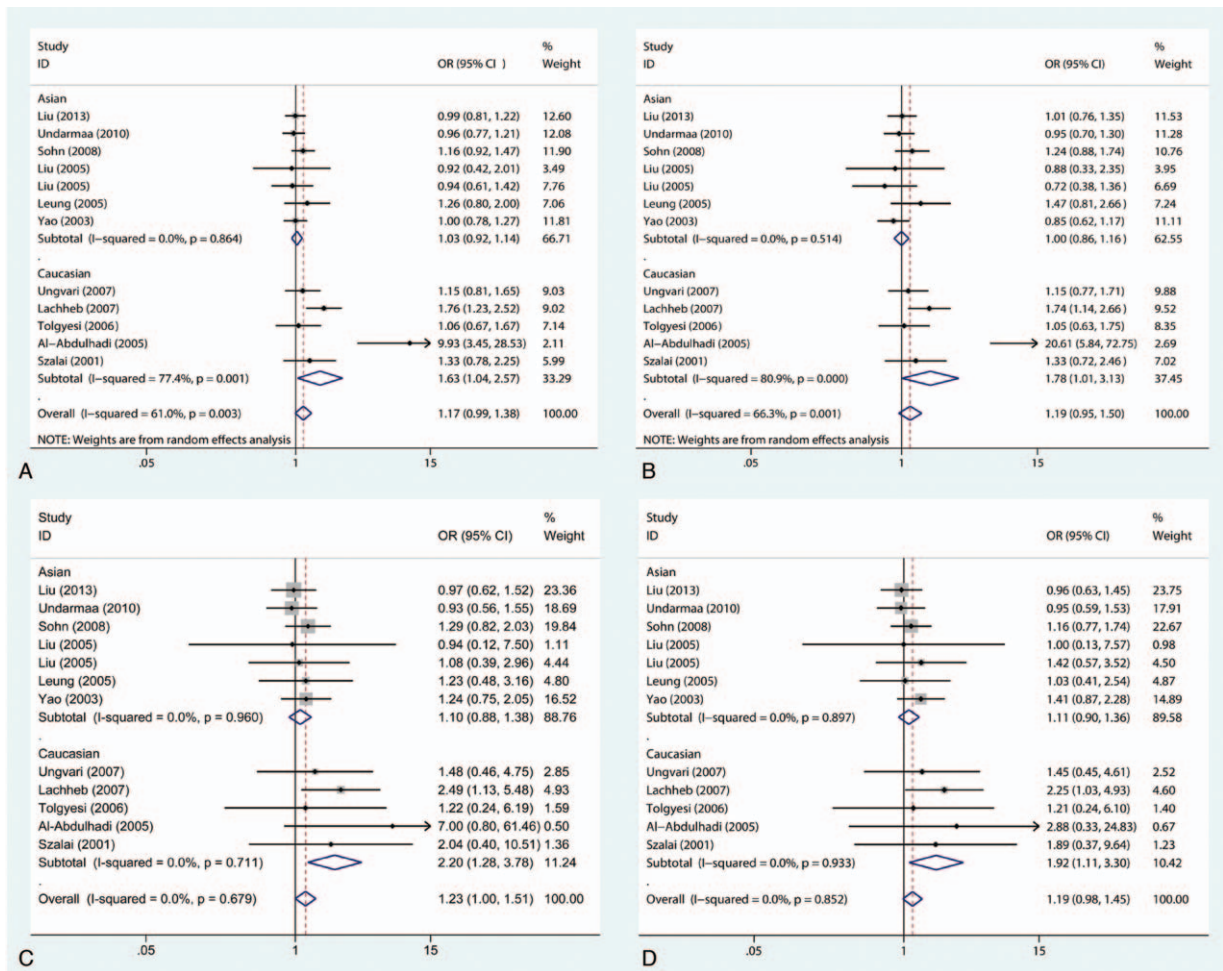 Study %
ID OR (95% CI ) Weight
Asian
Liu (2013) 0.99 (0.81, 1.22) 12.60
Undarmaa (2010) 0.96 (0.77, 1.21) 12.08
Sohn (2008) 1.16 (0.92, 1.47) 11.90
Liu (2005) 0.92 (0.42, 2.01) 3.49
Liu (2005) 0.94 (0.61, 1.42) 7.76
Leung (2005) 1.26 (0.80, 2.00) 7.06
Yao (2003) 1.00 (0.78, 1.27) 11.81
Subtotal (I-squared = 0.0%, p = 0.864) 1.03 (0.92, 1.14) 66.71
.
Caucasian
Ungvari (2007) 1.15 (0.81, 1.65) 9.03
Lachheb (2007) 1.76 (1.23, 2.52) 9.02
Tolgyesi (2006) 1.06 (0.67, 1.67) 7.14
Al-Abdulhadi (2005) 9.93 (3.45, 28.53) 2.11
Szalai (2001) 1.33 (0.78, 2.25) 5.99
Subtotal (I-squared = 77.4%, p = 0.001) 1.63 (1.04, 2.57) 33.29
.
Overall (I-squared = 61.0%, p = 0.003) 1.17 (0.99, 1.38) 100.00
NOTE: Weights are from random effects analysis
A
.05 1 15
Study %
ID OR (95% CI) Weight
Asian
Liu (2013) 1.01 (0.76, 1.35) 11.53
Undarmaa (2010) 0.95 (0.70, 1.30) 11.28
Sohn (2008) 1.24 (0.88, 1.74) 10.76
Liu (2005) 0.88 (0.33, 2.35) 3.95
Liu (2005) 0.72 (0.38, 1.36) 6.69
Leung (2005) 1.47 (0.81, 2.66) 7.24
Yao (2003) 0.85 (0.62, 1.17) 11.11
Subtotal (I-squared = 0.0%, p = 0.514) 1.00 (0.86, 1.16) 62.55
.
Caucasian
Ungvari (2007) 1.15 (0.77, 1.71) 9.88
Lachheb (2007) 1.74 (1.14, 2.66) 9.52
Tolgyesi (2006) 1.05 (0.63, 1.75) 8.35
Al-Abdulhadi (2005) 20.61 (5.84, 72.75) 2.69
Szalai (2001) 1.33 (0.72, 2.46) 7.02
Subtotal (I-squared = 80.9%, p = 0.000) 1.78 (1.01, 3.13) 37.45
.
Overall (I-squared = 66.3%, p = 0.001) 1.19 (0.95, 1.50) 100.00
NOTE: Weights are from random effects analysis
B
.05 1 15
Study %
ID OR (95% CI) Weight
Asian
Liu (2013) 0.97 (0.62, 1.52) 23.36
Undarmaa (2010) 0.93 (0.56, 1.55) 18.69
Sohn (2008) 1.29 (0.82, 2.03) 19.84
Liu (2005) 0.94 (0.12, 7.50) 1.11
Liu (2005) 1.08 (0.39, 2.96) 4.44
Leung (2005) 1.23 (0.48, 3.16) 4.80
Yao (2003) 1.24 (0.75, 2.05) 16.52
Subtotal (I-squared = 0.0%, p = 0.960) 1.10 (0.88, 1.38) 88.76
.
Caucasian
Ungvari (2007) 1.48 (0.46, 4.75) 2.85
Lachheb (2007) 2.49 (1.13, 5.48) 4.93
Tolgyesi (2006) 1.22 (0.24, 6.19) 1.59
Al-Abdulhadi (2005) 7.00 (0.80, 61.46) 0.50
Szalai (2001) 2.04 (0.40, 10.51) 1.36
Subtotal (I-squared = 0.0%, p = 0.711) 2.20 (1.28, 3.78) 11.24
.
Overall (I-squared = 0.0%, p = 0.679) 1.23 (1.00, 1.51) 100.00
C
.05 1 15
Study %
ID OR (95% CI) Weight
Asian
Liu (2013) 0.96 (0.63, 1.45) 23.75
Undarmaa (2010) 0.95 (0.59, 1.53) 17.91
Sohn (2008) 1.16 (0.77, 1.74) 22.67
Liu (2005) 1.00 (0.13, 7.57) 0.98
Liu (2005) 1.42 (0.57, 3.52) 4.50
Leung (2005) 1.03 (0.41, 2.54) 4.87
Yao (2003) 1.41 (0.87, 2.28) 14.89
Subtotal (I-squared = 0.0%, p = 0.897) 1.11 (0.90, 1.36) 89.58
.
Caucasian
Ungvari (2007) 1.45 (0.45, 4.61) 2.52
Lachheb (2007) 2.25 (1.03, 4.93) 4.60
Tolgyesi (2006) 1.21 (0.24, 6.10) 1.40
Al-Abdulhadi (2005) 2.88 (0.33, 24.83) 0.67
Szalai (2001) 1.89 (0.37, 9.64) 1.23
Subtotal (I-squared = 0.0%, p = 0.933) 1.92 (1.11, 3.30) 10.42
.
Overall (I-squared = 0.0%, p = 0.852) 1.19 (0.98, 1.45) 100.00
D
.05 1 15